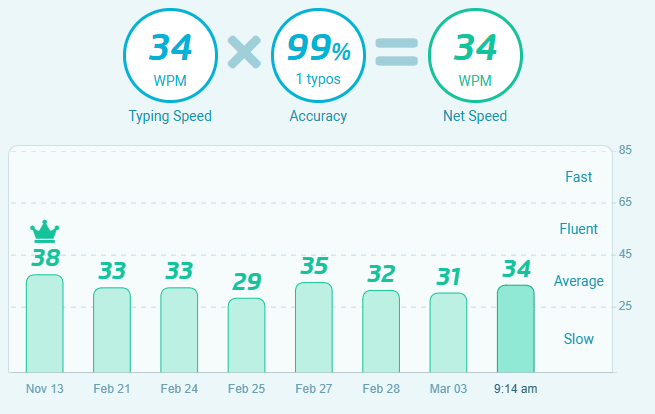 34
WPM
Typing Speed
99%
1 typos
Accuracy
34
WPM
Net Speed
85
Fast
65
Fluent
45
Average
25
Slow
38
33
33
29
35
32
31
34
Nov 13
Feb 21
Feb 24
Feb 25
Feb 27
Feb 28
Mar 03
9:14 am